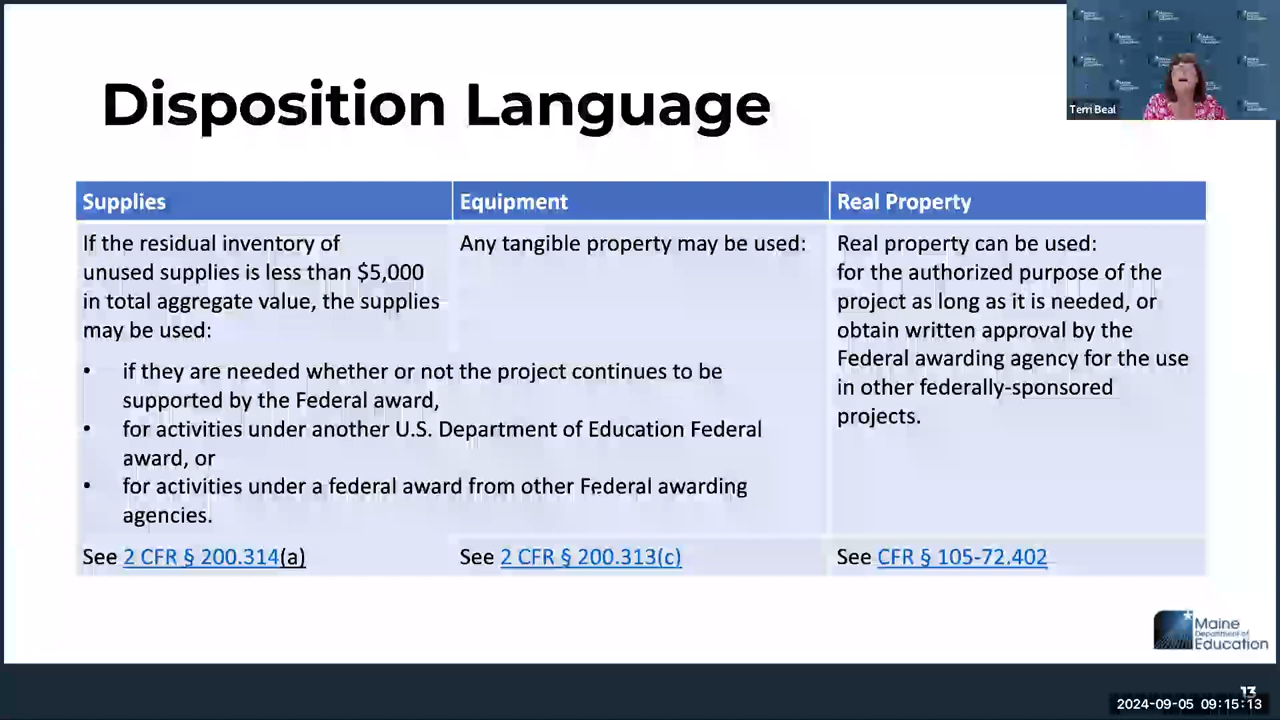 Disposition Language
Terri Beal
Supplies
Equipment
Real Property
If the residual inventory of
unused supplies is less than $5,000
in total aggregate value, the supplies
may be used:
Any tangible property may be used:
• if they are needed whether or not the project continues to
supported by the Federal award,
• for activities under another U.S. Department of Education Federal
award, or
• for activities under a federal award from other Federal awarding
agencies.
Real property can be used:
for the authorized purpose of the
project as long as it is needed, or
obtain written approval by the
Federal awarding agency for the use
in other federally-sponsored
projects.
See 2 CFR § 200.314(a)
See 2 CFR § 200.313(c)
See CFR § 105-72.402
Maine
Department of
Education
13
2024-09-05 09:15:13